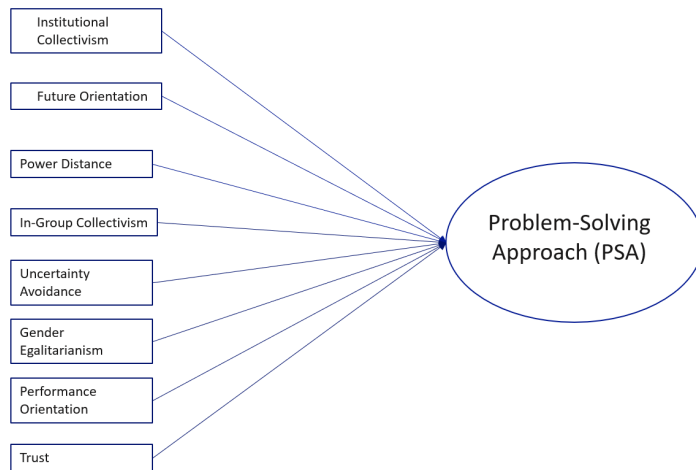 Institutional
Collectivism
Future Orientation
Power Distance
In-Group Collectivism
Uncertainty
Avoidance
Gender
Egalitarianism
Performance
Orientation
Trust
Problem-Solving
Approach (PSA)